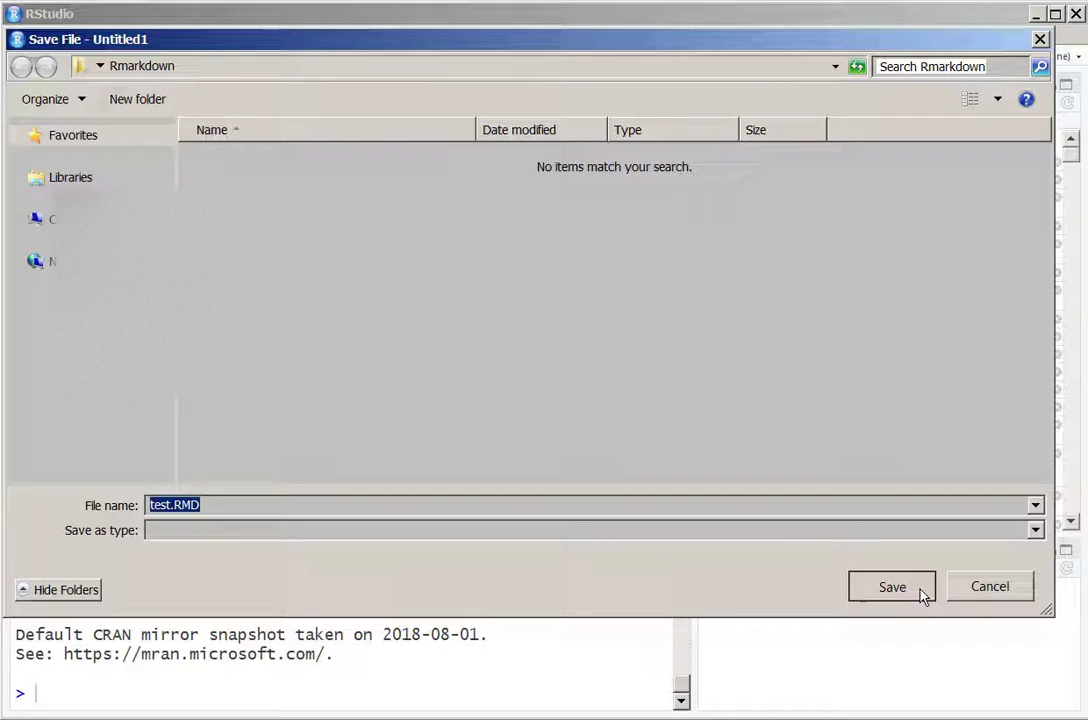 RStudio
Save File - Untitled1
Rmarkdown
Search Rmarkdown
ne)
Organize
New folder
Favorites
Name
Date modified
Type
Size
No items match your search.
Libraries
C
N
File name:
test.RMD
Save as type:
Hide Folders
Save
Cancel
Default CRAN mirror snapshot taken on 2018-08-01.
See: https://mran.microsoft.com/.
>